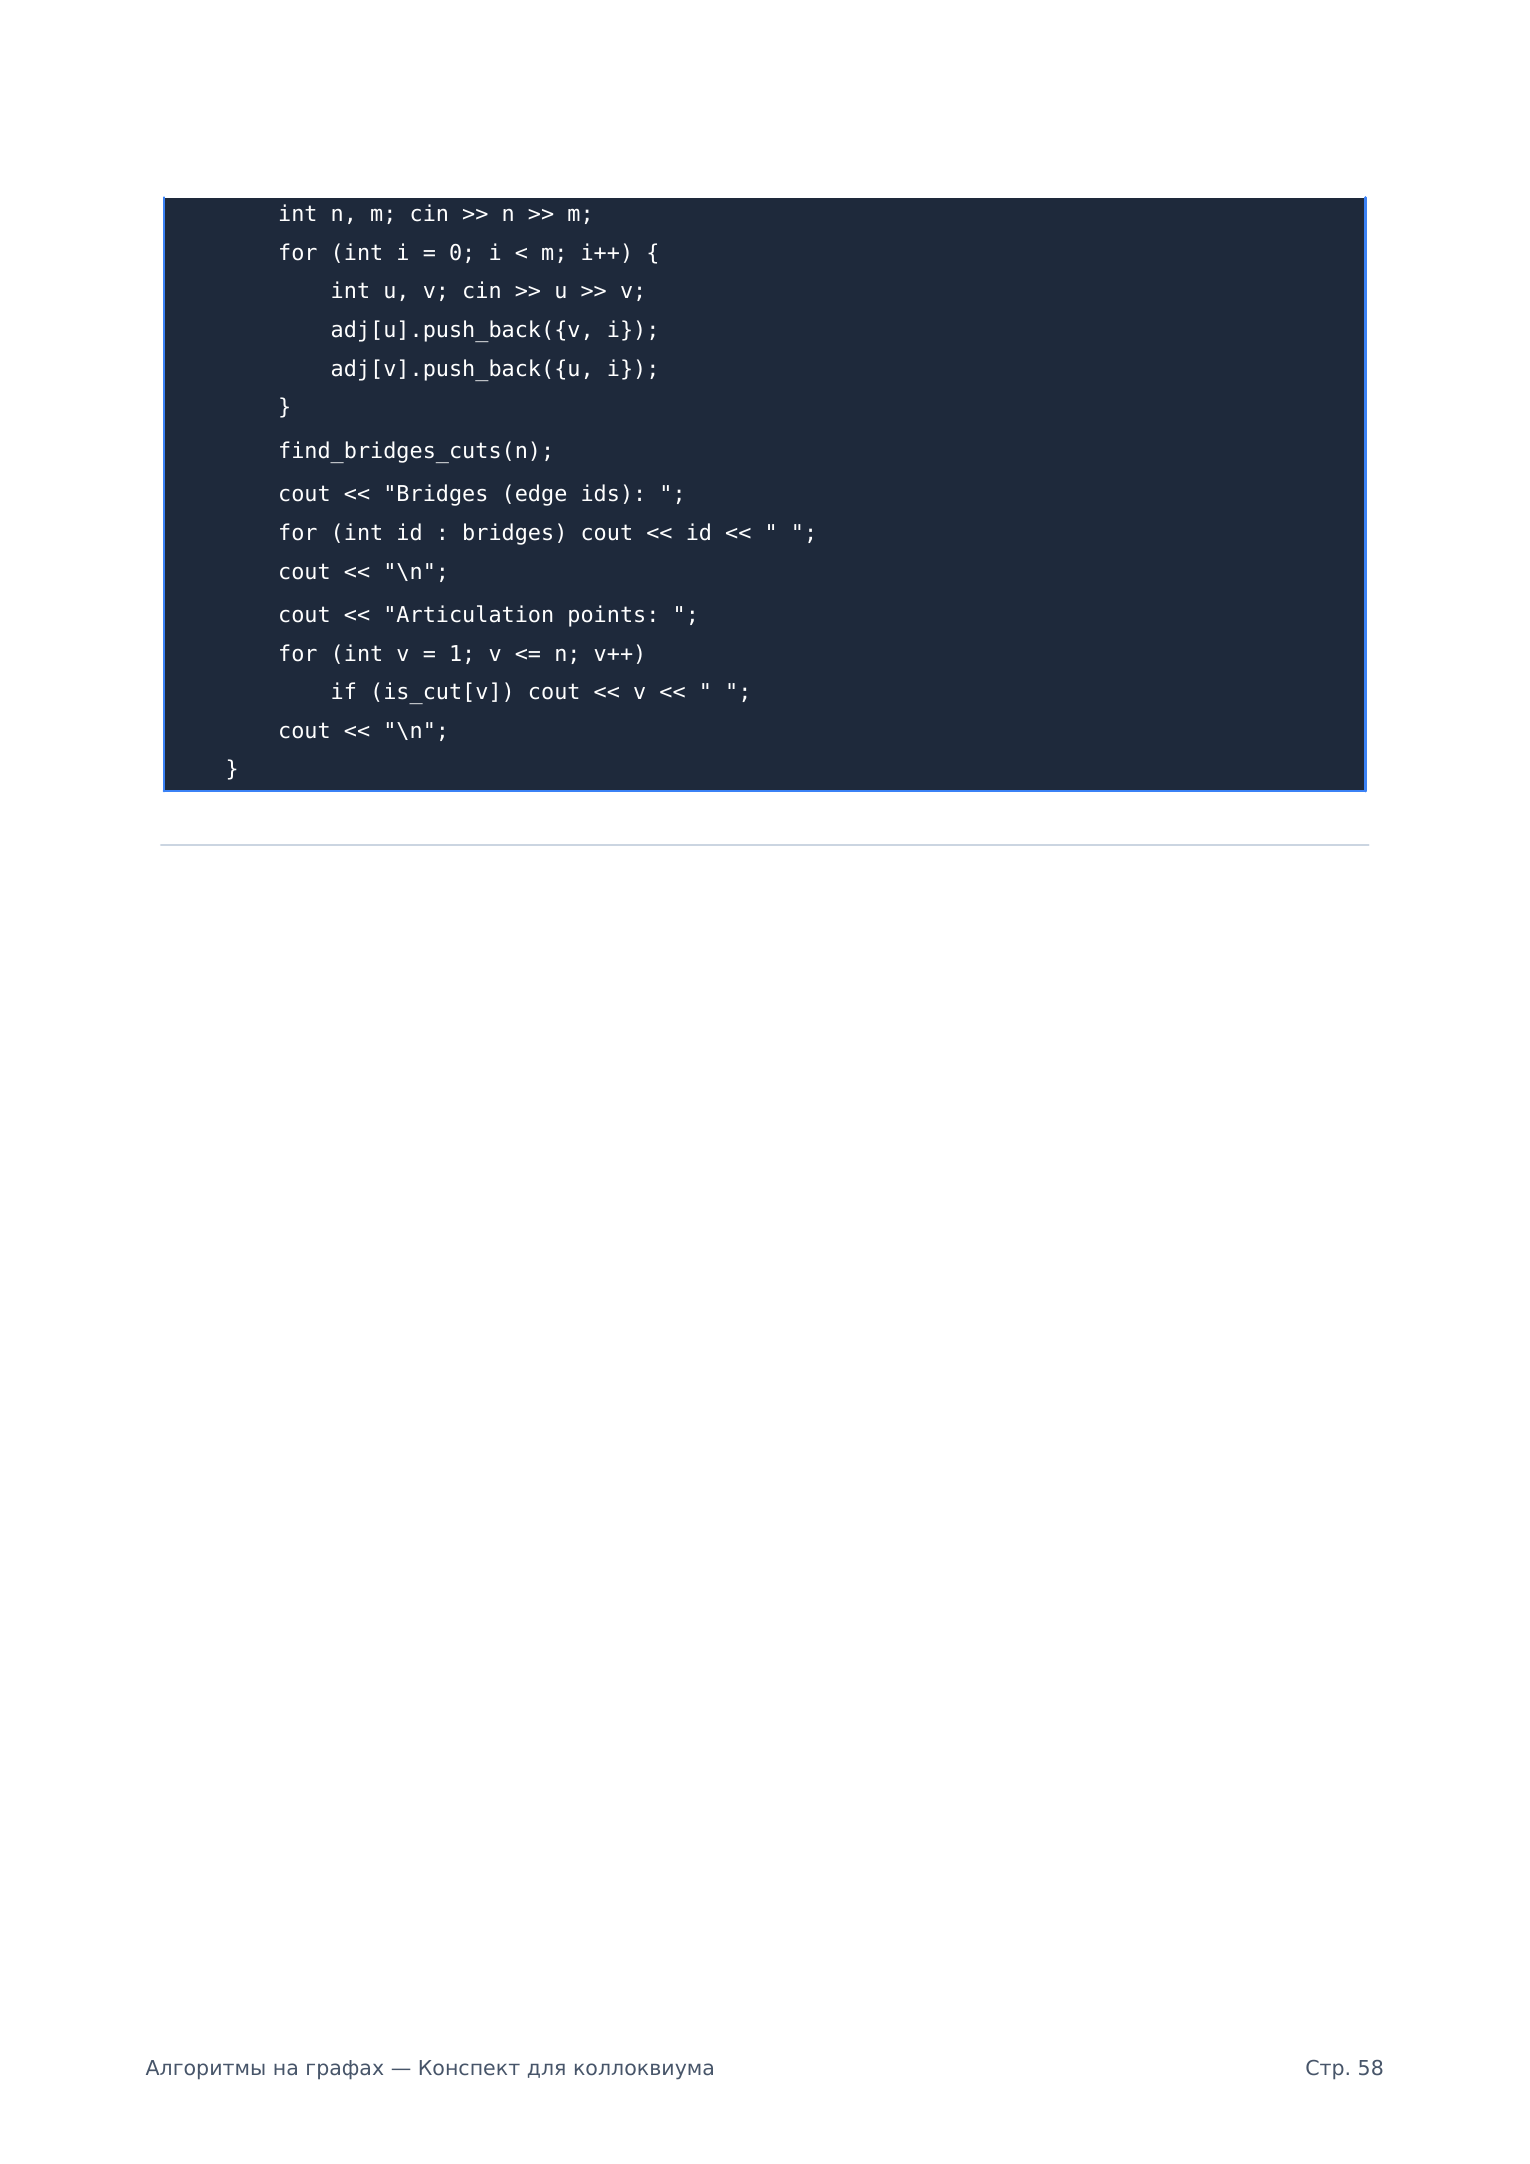 int n, m; cin >> n >> m;
for (int i = 0; i < m; i++) {
int u, v; cin >> u >> v;
adj[u].push_back({v, i});
adj[v].push_back({u, i});
}
find_bridges_cuts(n);
cout << "Bridges (edge ids): ";
for (int id : bridges) cout << id << " ";
cout << "\n";
cout << "Articulation points: ";
for (int v = 1; v <= n; v++)
if (is_cut[v]) cout << v << " ";
cout << "\n";
}
Алгоритмы на графах — Конспект для коллоквиума
Стр. 58